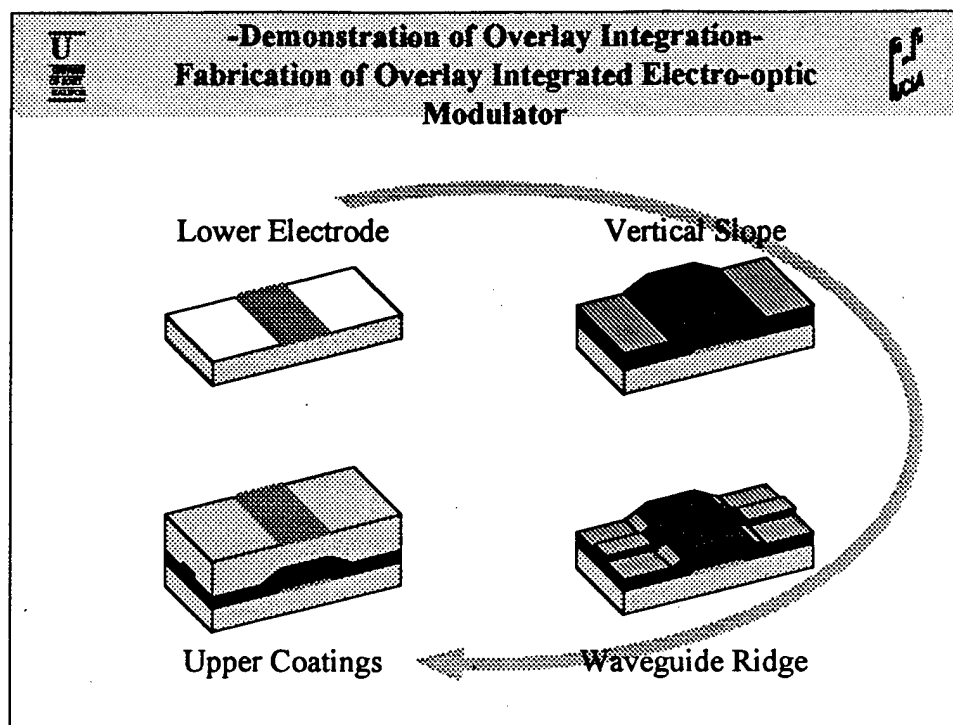 -Demonstration of Overlay Integration-
Fabrication of Overlay Integrated Electro-optic
Modulator
U
UCLA
Lower Electrode
Vertical Slope
Upper Coatings
Waveguide Ridge